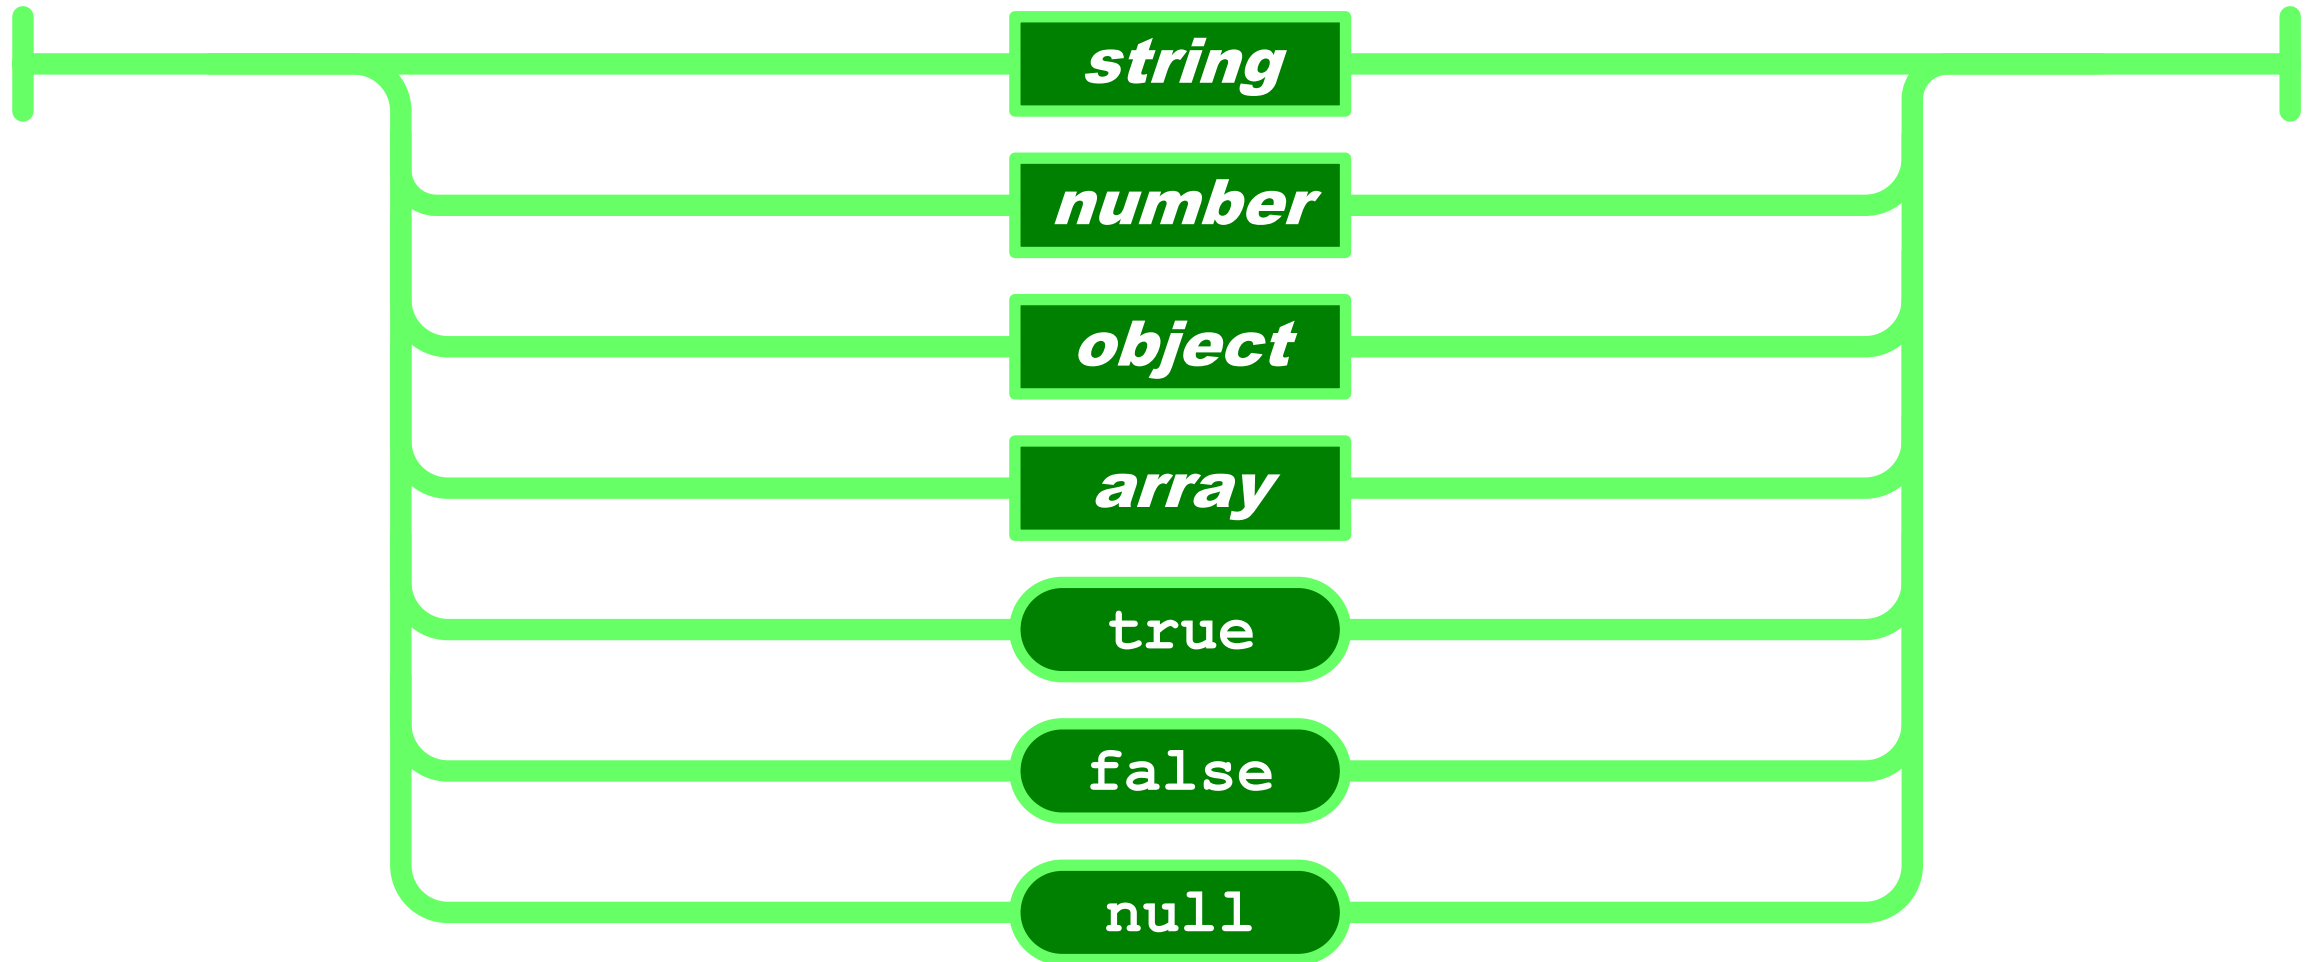 string
number
object
array
true
false
null